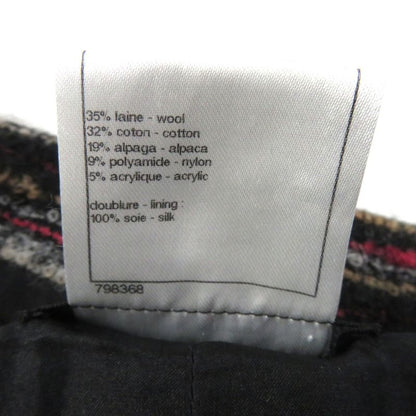 35% laine - wool
32% coton - cotton
19% alpaga - alpaca
9% polyamide - nylon
5% acrylique - acrylic
doublure - lining :
100% soie - silk
798368